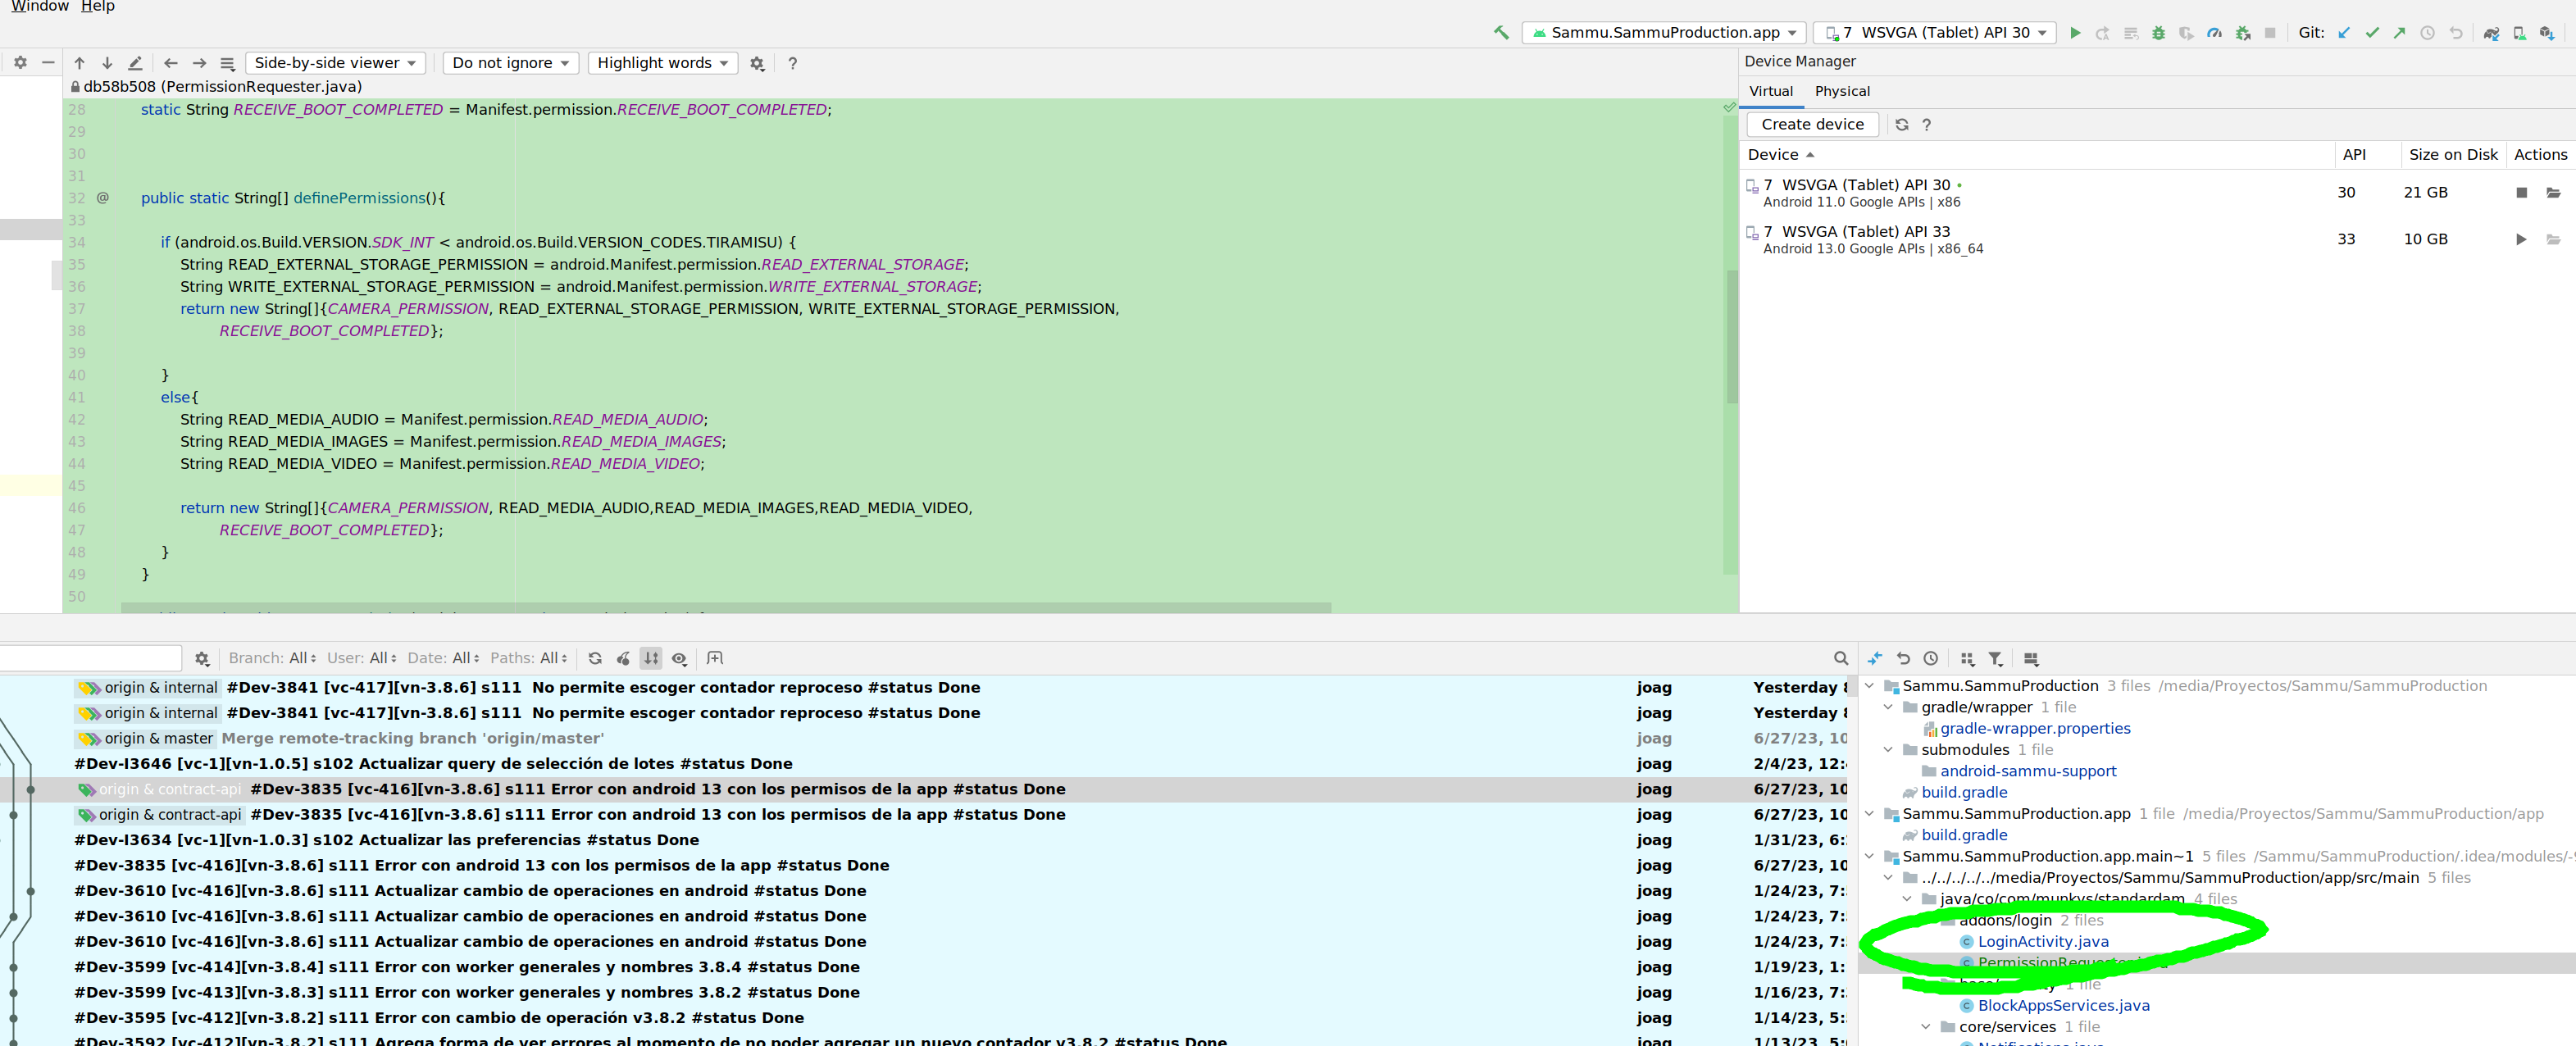 Window Help
Sammu.SammuProduction.app 7 WSVGA (Tablet) API 30 Git:
Side-by-side viewer Do not ignore Highlight words ?
db58b508 (PermissionRequester.java)
28 static String RECEIVE_BOOT_COMPLETED = Manifest.permission.RECEIVE_BOOT_COMPLETED;
29
30
31
32 @ public static String[] definePermissions(){
33
34 if (android.os.Build.VERSION.SDK_INT < android.os.Build.VERSION_CODES.TIRAMISU) {
35 String READ_EXTERNAL_STORAGE_PERMISSION = android.Manifest.permission.READ_EXTERNAL_STORAGE;
36 String WRITE_EXTERNAL_STORAGE_PERMISSION = android.Manifest.permission.WRITE_EXTERNAL_STORAGE;
37 return new String[]{CAMERA_PERMISSION, READ_EXTERNAL_STORAGE_PERMISSION, WRITE_EXTERNAL_STORAGE_PERMISSION,
38 RECEIVE_BOOT_COMPLETED};
39
40 }
41 else{
42 String READ_MEDIA_AUDIO = Manifest.permission.READ_MEDIA_AUDIO;
43 String READ_MEDIA_IMAGES = Manifest.permission.READ_MEDIA_IMAGES;
44 String READ_MEDIA_VIDEO = Manifest.permission.READ_MEDIA_VIDEO;
45
46 return new String[]{CAMERA_PERMISSION, READ_MEDIA_AUDIO,READ_MEDIA_IMAGES,READ_MEDIA_VIDEO,
47 RECEIVE_BOOT_COMPLETED};
48 }
49 }
50
Device Manager
Virtual Physical
Create device ?
Device API Size on Disk Actions
7 WSVGA (Tablet) API 30 30 21 GB
Android 11.0 Google APIs | x86
7 WSVGA (Tablet) API 33 33 10 GB
Android 13.0 Google APIs | x86_64
Branch: All User: All Date: All Paths: All
origin & internal #Dev-3841 [vc-417][vn-3.8.6] s111 No permite escoger contador reproceso #status Done joag Yesterday 8
origin & internal #Dev-3841 [vc-417][vn-3.8.6] s111 No permite escoger contador reproceso #status Done joag Yesterday 8
origin & master Merge remote-tracking branch 'origin/master' joag 6/27/23, 10
#Dev-I3646 [vc-1][vn-1.0.5] s102 Actualizar query de selección de lotes #status Done joag 2/4/23, 12:
origin & contract-api #Dev-3835 [vc-416][vn-3.8.6] s111 Error con android 13 con los permisos de la app #status Done joag 6/27/23, 10
origin & contract-api #Dev-3835 [vc-416][vn-3.8.6] s111 Error con android 13 con los permisos de la app #status Done joag 6/27/23, 10
#Dev-I3634 [vc-1][vn-1.0.3] s102 Actualizar las preferencias #status Done joag 1/31/23, 6:
#Dev-3835 [vc-416][vn-3.8.6] s111 Error con android 13 con los permisos de la app #status Done joag 6/27/23, 10
#Dev-3610 [vc-416][vn-3.8.6] s111 Actualizar cambio de operaciones en android #status Done joag 1/24/23, 7:
#Dev-3610 [vc-416][vn-3.8.6] s111 Actualizar cambio de operaciones en android #status Done joag 1/24/23, 7:
#Dev-3610 [vc-416][vn-3.8.6] s111 Actualizar cambio de operaciones en android #status Done joag 1/24/23, 7:
#Dev-3599 [vc-414][vn-3.8.4] s111 Error con worker generales y nombres 3.8.4 #status Done joag 1/19/23, 1:
#Dev-3599 [vc-413][vn-3.8.3] s111 Error con worker generales y nombres 3.8.2 #status Done joag 1/16/23, 7:
#Dev-3595 [vc-412][vn-3.8.2] s111 Error con cambio de operación v3.8.2 #status Done joag 1/14/23, 5:
#Dev-3592 [vc-412][vn-3.8.2] s111 Agrega forma de ver errores al momento de no poder agregar un nuevo contador v3.8.2 #status Done joag 1/13/23, 5:
Sammu.SammuProduction 3 files /media/Proyectos/Sammu/SammuProduction
gradle/wrapper 1 file
gradle-wrapper.properties
submodules 1 file
android-sammu-support
build.gradle
Sammu.SammuProduction.app 1 file /media/Proyectos/Sammu/SammuProduction/app
build.gradle
Sammu.SammuProduction.app.main~1 5 files /Sammu/SammuProduction/.idea/modules/-
../../../../../media/Proyectos/Sammu/SammuProduction/app/src/main 5 files
java/co/com/munkys/standardam 4 files
addons/login 2 files
LoginActivity.java
PermissionRequester
1 file
BlockAppsServices.java
core/services 1 file